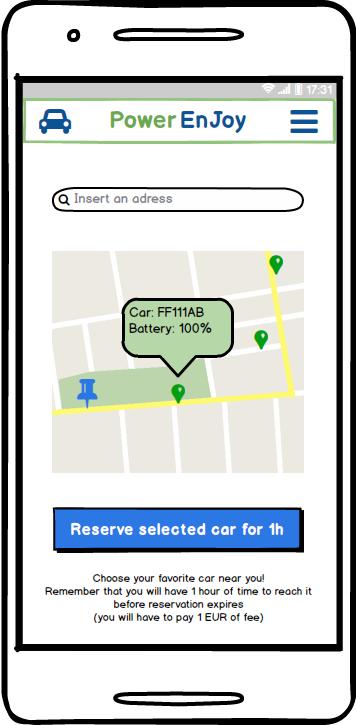 17:31
Power EnJoy
Insert an adress
Car: FF111AB
Battery: 100%
Reserve selected car for 1h
Choose your favorite car near you!
Remember that you will have 1 hour of time to reach it
before reservation expires
(you will have to pay 1 EUR of fee)